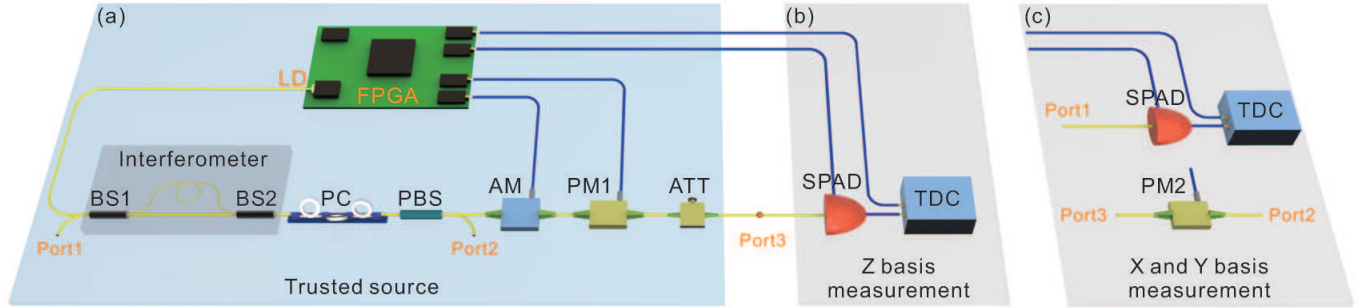 (a)
LD
FPGA
Interferometer
BS1
BS2
PC
PBS
AM
PM1
ATT
Port1
Port2
Port3
Trusted source
(b)
SPAD
TDC
Z basis
measurement
(c)
SPAD
TDC
Port1
PM2
Port3
Port2
X and Y basis
measurement